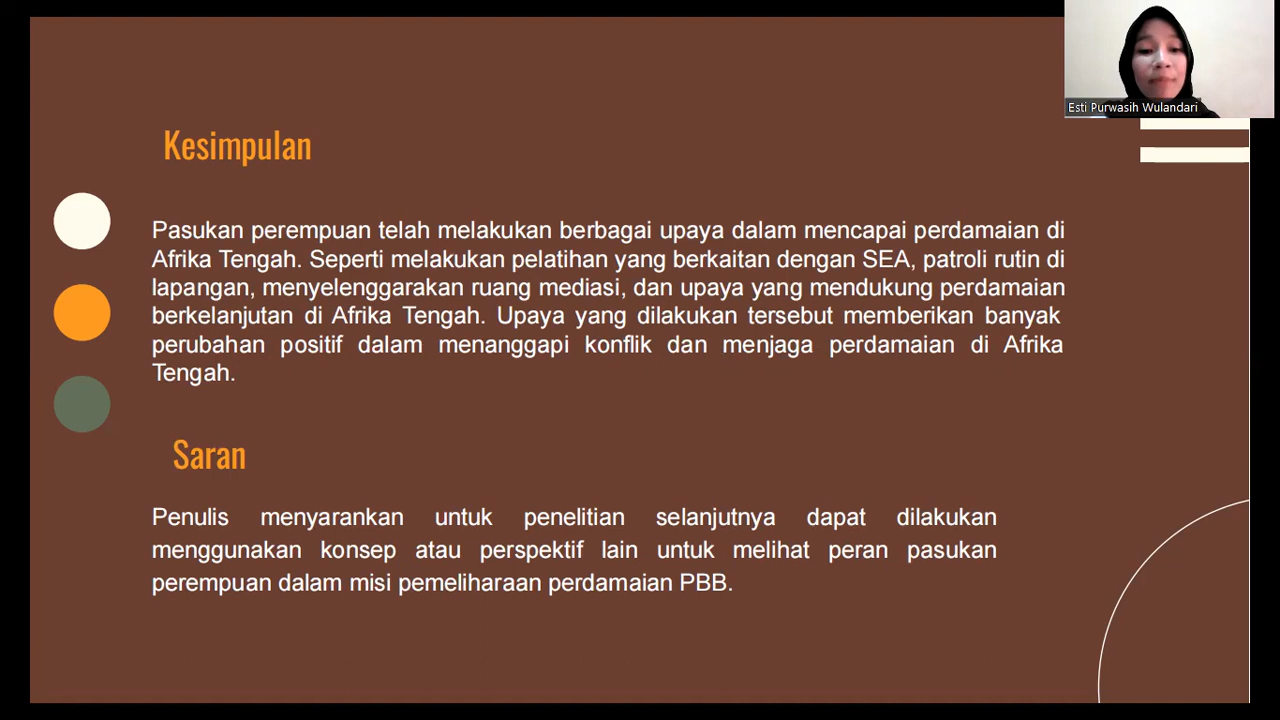 Esti Purwasih Wulandari
Kesimpulan
Pasukan perempuan telah melakukan berbagai upaya dalam mencapai perdamaian di
Afrika Tengah. Seperti melakukan pelatihan yang berkaitan dengan SEA, patroli rutin di
lapangan, menyelenggarakan ruang mediasi, dan upaya yang mendukung perdamaian
berkelanjutan di Afrika Tengah. Upaya yang dilakukan tersebut memberikan banyak
perubahan positif dalam menanggapi konflik dan menjaga perdamaian di Afrika
Tengah.
Saran
Penulis menyarankan untuk penelitian selanjutnya dapat dilakukan
menggunakan konsep atau perspektif lain untuk melihat peran pasukan
perempuan dalam misi pemeliharaan perdamaian PBB.